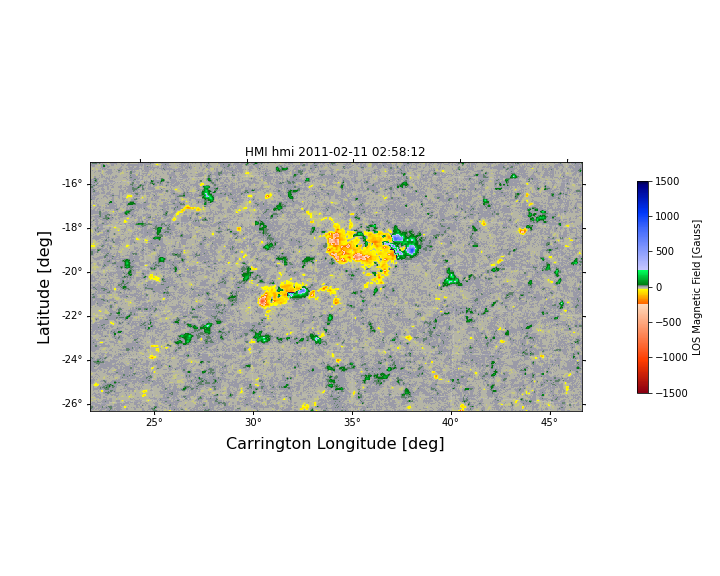 HMI hmi 2011-02-11 02:58:12
-16°
-18°
-20°
-22°
-24°
-26°
Latitude [deg]
25° 30° 35° 40° 45°
Carrington Longitude [deg]
1500
1000
500
0
−500
−1000
−1500
LOS Magnetic Field [Gauss]